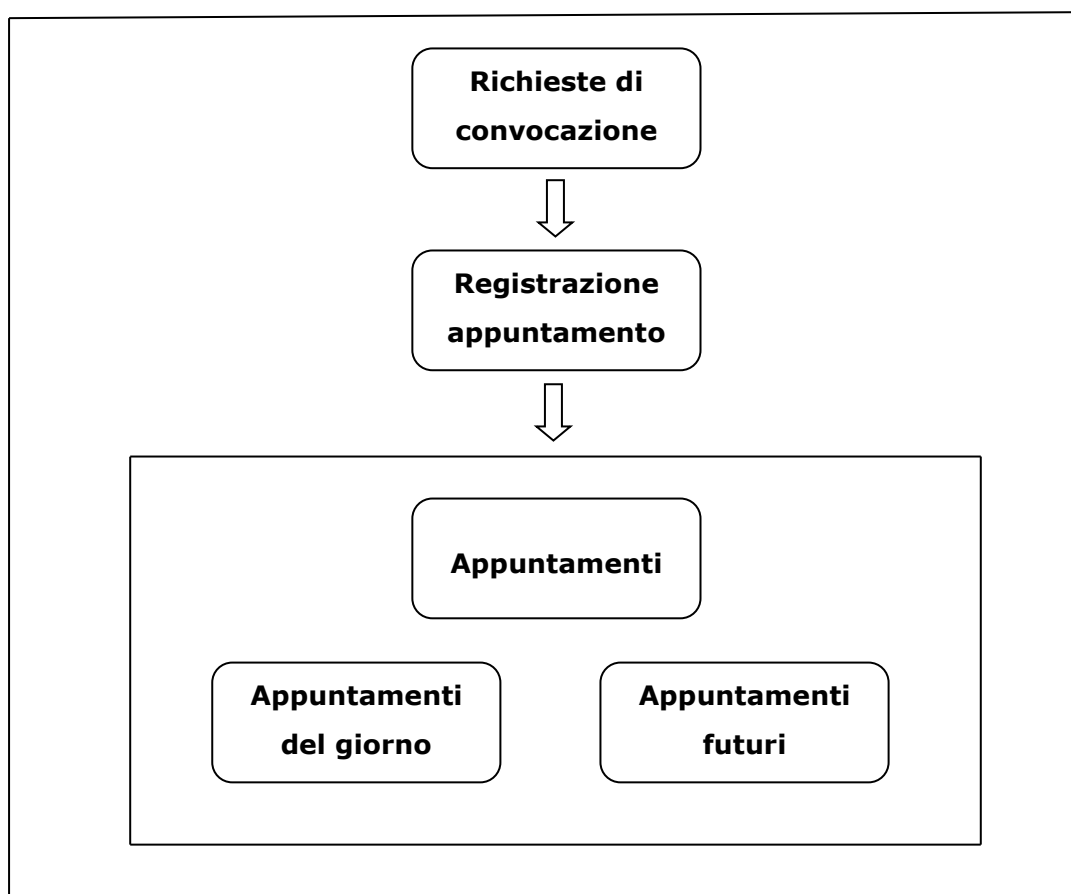 Richieste di
convocazione
Registrazione
appuntamento
Appuntamenti
Appuntamenti
del giorno
Appuntamenti
futuri